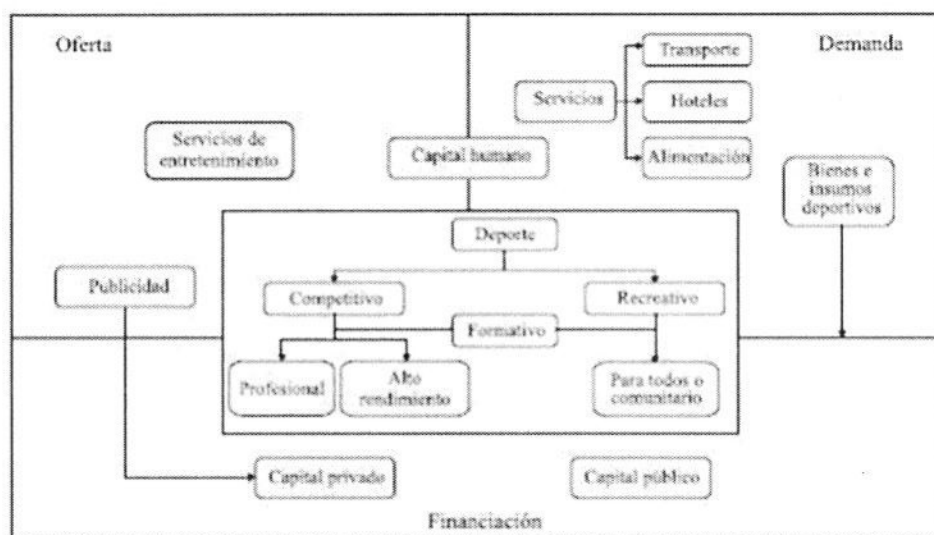 Oferta
Demanda
Transporte
Servicios
Hoteles
Alimentación
Servicios de
entretenimiento
Capital humano
Bienes e
insumos
deportivos
Deporte
Publicidad
Competitivo
Recreativo
Formativo
Profesional
Alto
rendimiento
Para todos o
comunitario
Capital privado
Capital público
Financiación